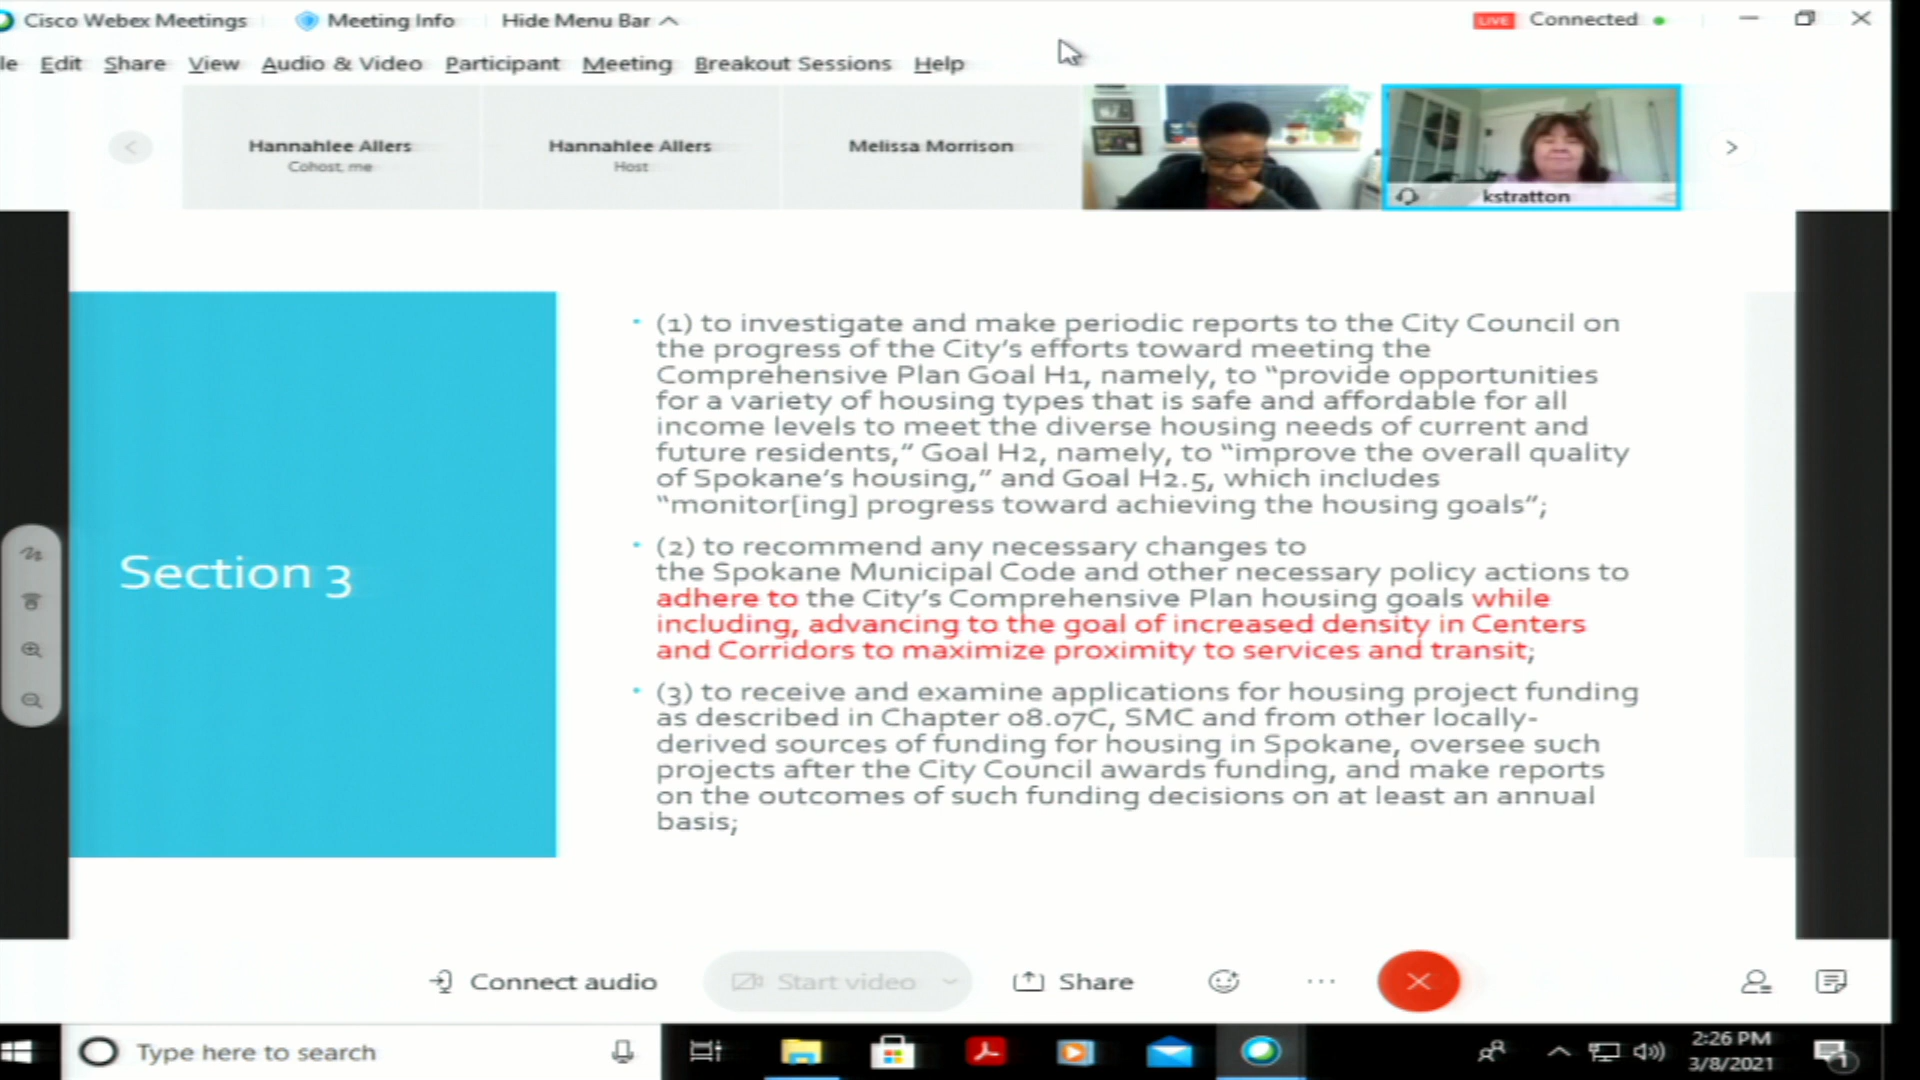 Cisco Webex Meetings
Meeting Info
Hide Menu Bar
LIVE
Connected
le Edit Share View Audio & Video Participant Meeting Breakout Sessions Help
Hannahlee Allers
Cohost, me
Hannahlee Allers
Host
Melissa Morrison
kstratton
Section 3
(1) to investigate and make periodic reports to the City Council on
the progress of the City's efforts toward meeting the
Comprehensive Plan Goal H1, namely, to "provide opportunities
for a variety of housing types that is safe and affordable for all
income levels to meet the diverse housing needs of current and
future residents," Goal H2, namely, to "improve the overall quality
of Spokane's housing," and Goal H2.5, which includes
"monitor[ing] progress toward achieving the housing goals";
(2) to recommend any necessary changes to
the Spokane Municipal Code and other necessary policy actions to
adhere to the City's Comprehensive Plan housing goals while
including, advancing to the goal of increased density in Centers
and Corridors to maximize proximity to services and transit;
(3) to receive and examine applications for housing project funding
as described in Chapter 08.07C, SMC and from other locally-
derived sources of funding for housing in Spokane, oversee such
projects after the City Council awards funding, and make reports
on the outcomes of such funding decisions on at least an annual
basis;
Connect audio
Start video
Share
Type here to search
2:26 PM
3/8/2021
1